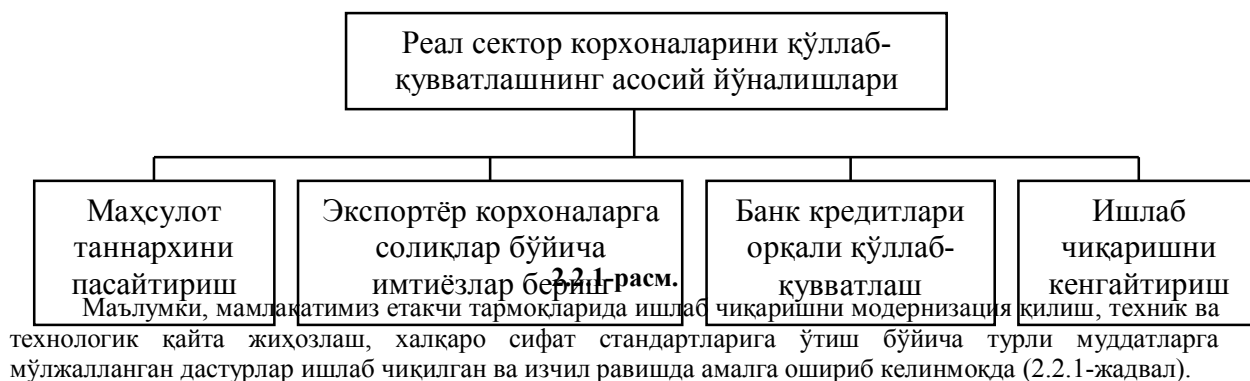 Реал сектор корхоналарини қўллаб-
қувватлашнинг асосий йўналишлари
Маҳсулот
таннархини
пасайтириш
Экспортёр корхоналарга
солиқлар бўйича
имтиёзлар бериш
Банк кредитлари
орқали қўллаб-
қувватлаш
Ишлаб
чиқаришни
кенгайтириш
2.2.1-расм.
Маълумки, мамлакатимиз етакчи тармоқларида ишлаб чиқаришни модернизация қилиш, техник ва
технологик қайта жиҳозлаш, халқаро сифат стандартларига ўтиш бўйича турли муддатларга
мўлжалланган дастурлар ишлаб чиқилган ва изчил равишда амалга ошириб келинмоқда (2.2.1-жадвал).